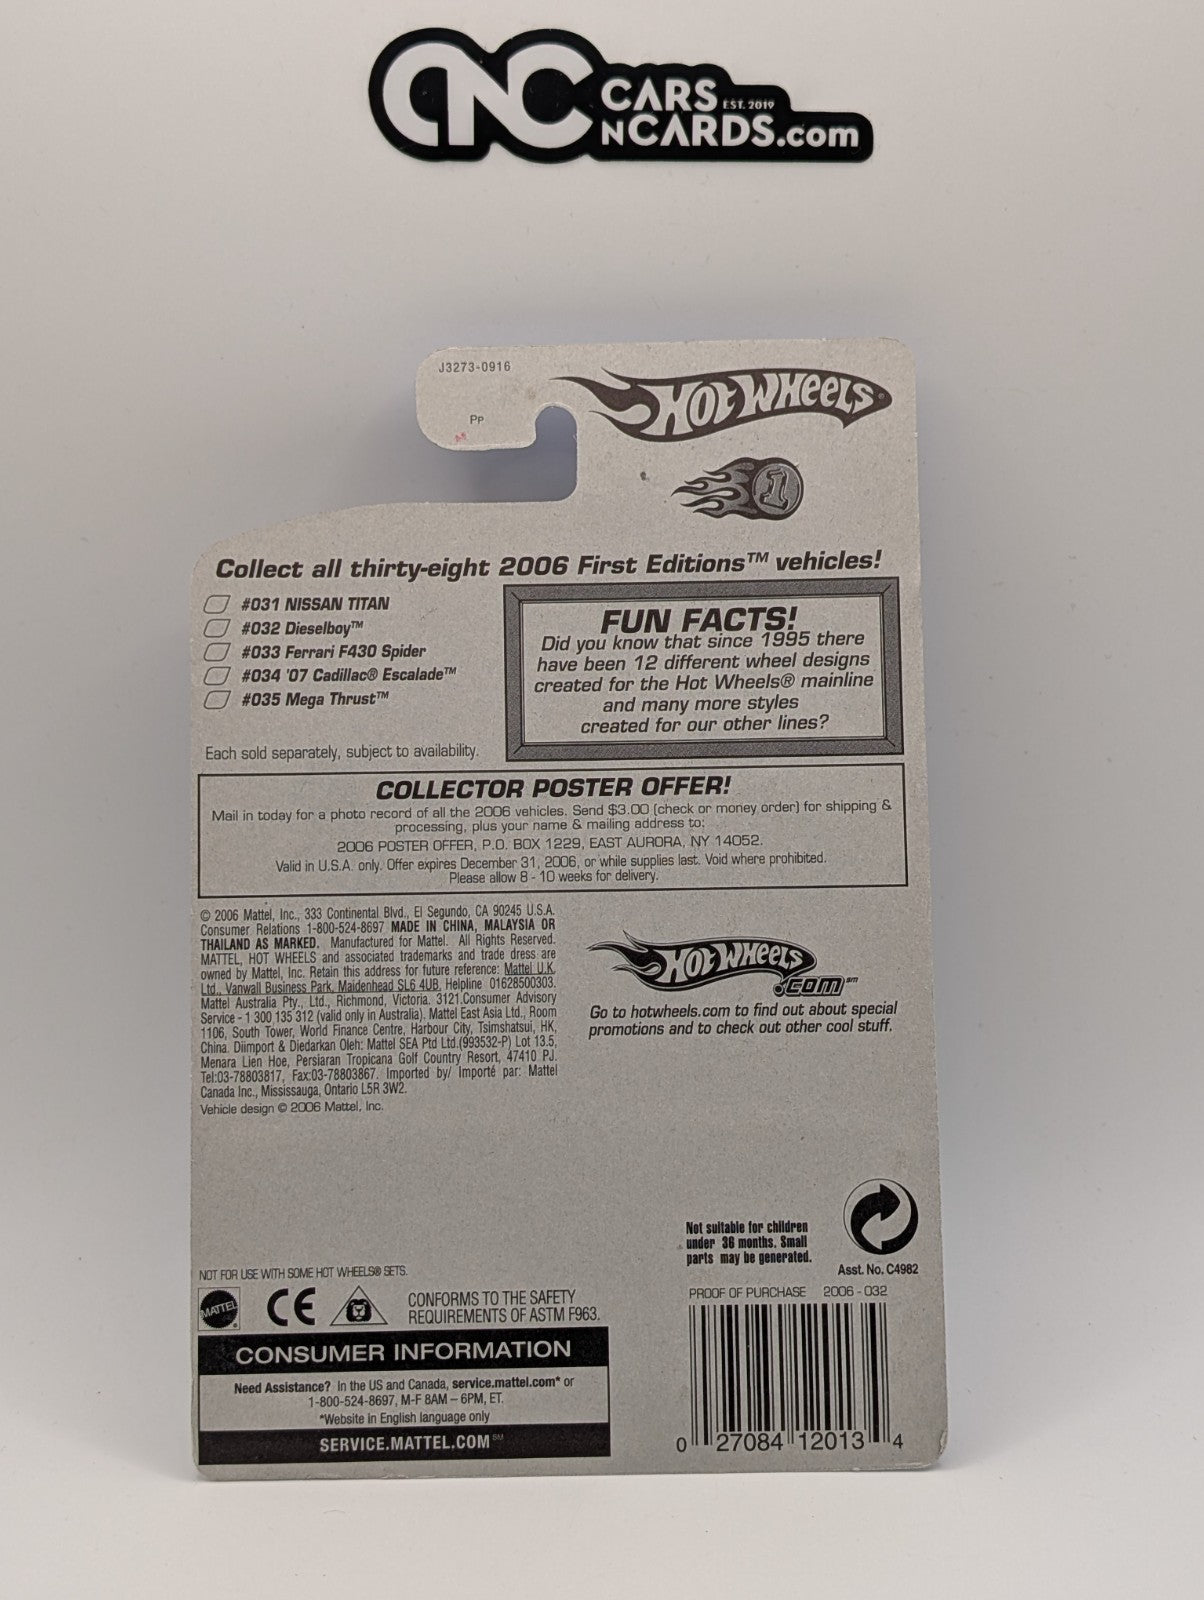 CNC CARS EST. 2019
NCARDS.com
J3273-0916
PP
HOT WHEELS®
1
Collect all thirty-eight 2006 First Editions™ vehicles!
#031 NISSAN TITAN
#032 Dieselboy™
#033 Ferrari F430 Spider
#034 '07 Cadillac® Escalade™
#035 Mega Thrust™
Each sold separately, subject to availability.
FUN FACTS!
Did you know that since 1995 there
have been 12 different wheel designs
created for the Hot Wheels® mainline
and many more styles
created for our other lines?
COLLECTOR POSTER OFFER!
Mail in today for a photo record of all the 2006 vehicles. Send $3.00 (check or money order) for shipping &
processing, plus your name & mailing address to:
2006 POSTER OFFER, P.O. BOX 1229, EAST AURORA, NY 14052.
Valid in U.S.A. only. Offer expires December 31, 2006, or while supplies last. Void where prohibited.
Please allow 8 - 10 weeks for delivery.
© 2006 Mattel, Inc., 333 Continental Blvd., El Segundo, CA 90245 U.S.A.
Consumer Relations 1-800-524-8697 MADE IN CHINA, MALAYSIA OR
THAILAND AS MARKED. Manufactured for Mattel. All Rights Reserved.
MATTEL, HOT WHEELS and associated trademarks and trade dress are
owned by Mattel, Inc. Retain this address for future reference: Mattel U.K.
Ltd., Vanwall Business Park, Maidenhead SL6 4UB. Helpline 01628500303.
Mattel Australia Pty., Ltd., Richmond, Victoria. 3121.Consumer Advisory
Service - 1 300 135 312 (valid only in Australia). Mattel East Asia Ltd., Room
1106, South Tower, World Finance Centre, Harbour City, Tsimshatsui, HK,
China. Diimport & Diedarkan Oleh: Mattel SEA Ptd Ltd.(993532-P) Lot 13.5,
Menara Lien Hoe, Persiaran Tropicana Golf Country Resort, 47410 PJ.
Tel:03-78803817, Fax:03-78803867. Imported by/ Importé par: Mattel
Canada Inc., Mississauga, Ontario L5R 3W2.
Vehicle design © 2006 Mattel, Inc.
HOT WHEELS
.COM℠
Go to hotwheels.com to find out about special
promotions and to check out other cool stuff.
Not suitable for children
under 36 months. Small
parts may be generated.
Asst. No. C4982
NOT FOR USE WITH SOME HOT WHEELS® SETS.
MATTEL®
CE
CONFORMS TO THE SAFETY
REQUIREMENTS OF ASTM F963.
CONSUMER INFORMATION
Need Assistance? In the US and Canada, service.mattel.com* or
1-800-524-8697, M-F 8AM – 6PM, ET.
*Website in English language only
SERVICE.MATTEL.COM℠
PROOF OF PURCHASE 2006 - 032
0 27084 12013 4